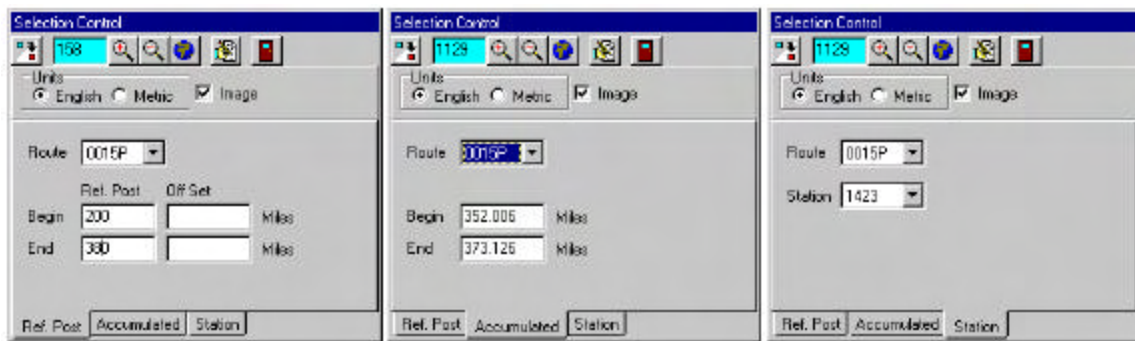 Selection Control
158
Units
English Metric Image
Route 0015P
Ref. Post Off Set
Begin 200 Miles
End 380 Miles
Ref. Post Accumulated Station
Selection Control
1129
Units
English Metric Image
Route 0015P
Begin 352.006 Miles
End 373.126 Miles
Ref. Post Accumulated Station
Selection Control
1129
Units
English Metric Image
Route 0015P
Station 1423
Ref. Post Accumulated Station